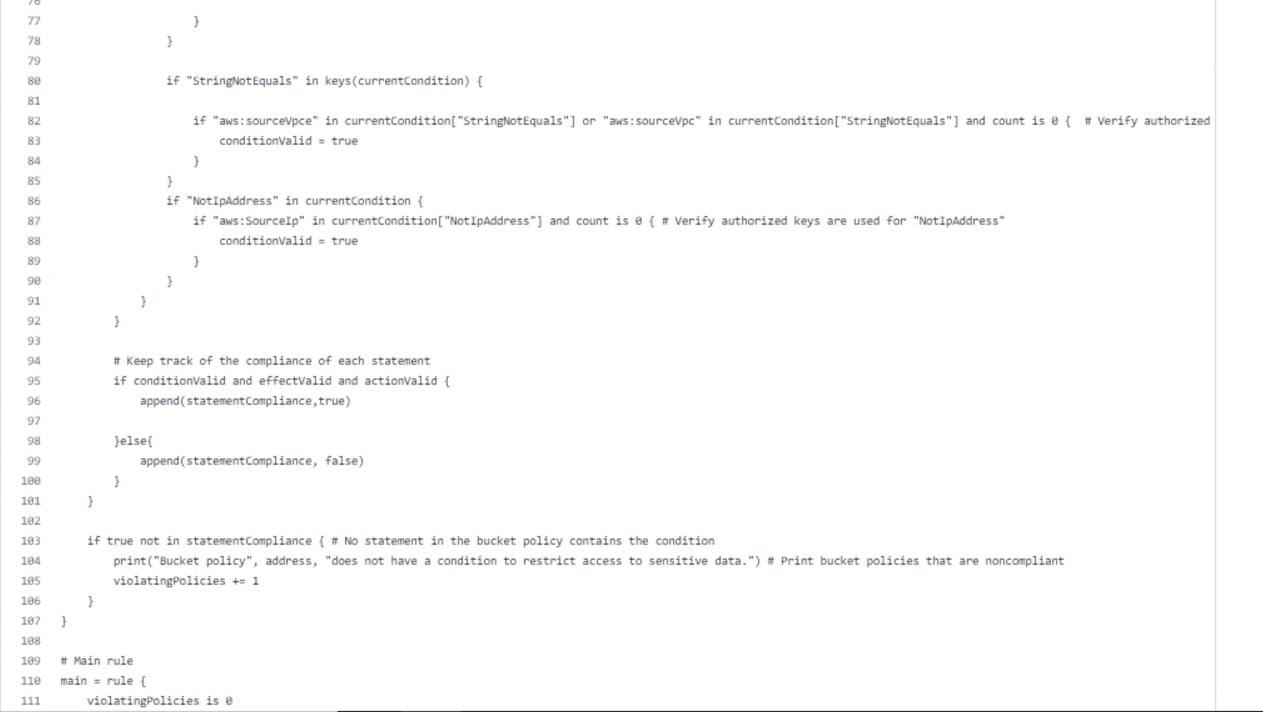 76
77 }
78 }
79
80 if "StringNotEquals" in keys(currentCondition) {
81
82 if "aws:sourceVpce" in currentCondition["StringNotEquals"] or "aws:sourceVpc" in currentCondition["StringNotEquals"] and count is 0 { # Verify authorized
83 conditionValid = true
84 }
85 }
86 if "NotIpAddress" in currentCondition {
87 if "aws:SourceIp" in currentCondition["NotIpAddress"] and count is 0 { # Verify authorized keys are used for "NotIpAddress"
88 conditionValid = true
89 }
90 }
91 }
92 }
93
94 # Keep track of the compliance of each statement
95 if conditionValid and effectValid and actionValid {
96 append(statementCompliance,true)
97
98 }else{
99 append(statementCompliance, false)
100 }
101 }
102
103 if true not in statementCompliance { # No statement in the bucket policy contains the condition
104 print("Bucket policy", address, "does not have a condition to restrict access to sensitive data.") # Print bucket policies that are noncompliant
105 violatingPolicies += 1
106 }
107 }
108
109 # Main rule
110 main = rule {
111 violatingPolicies is 0